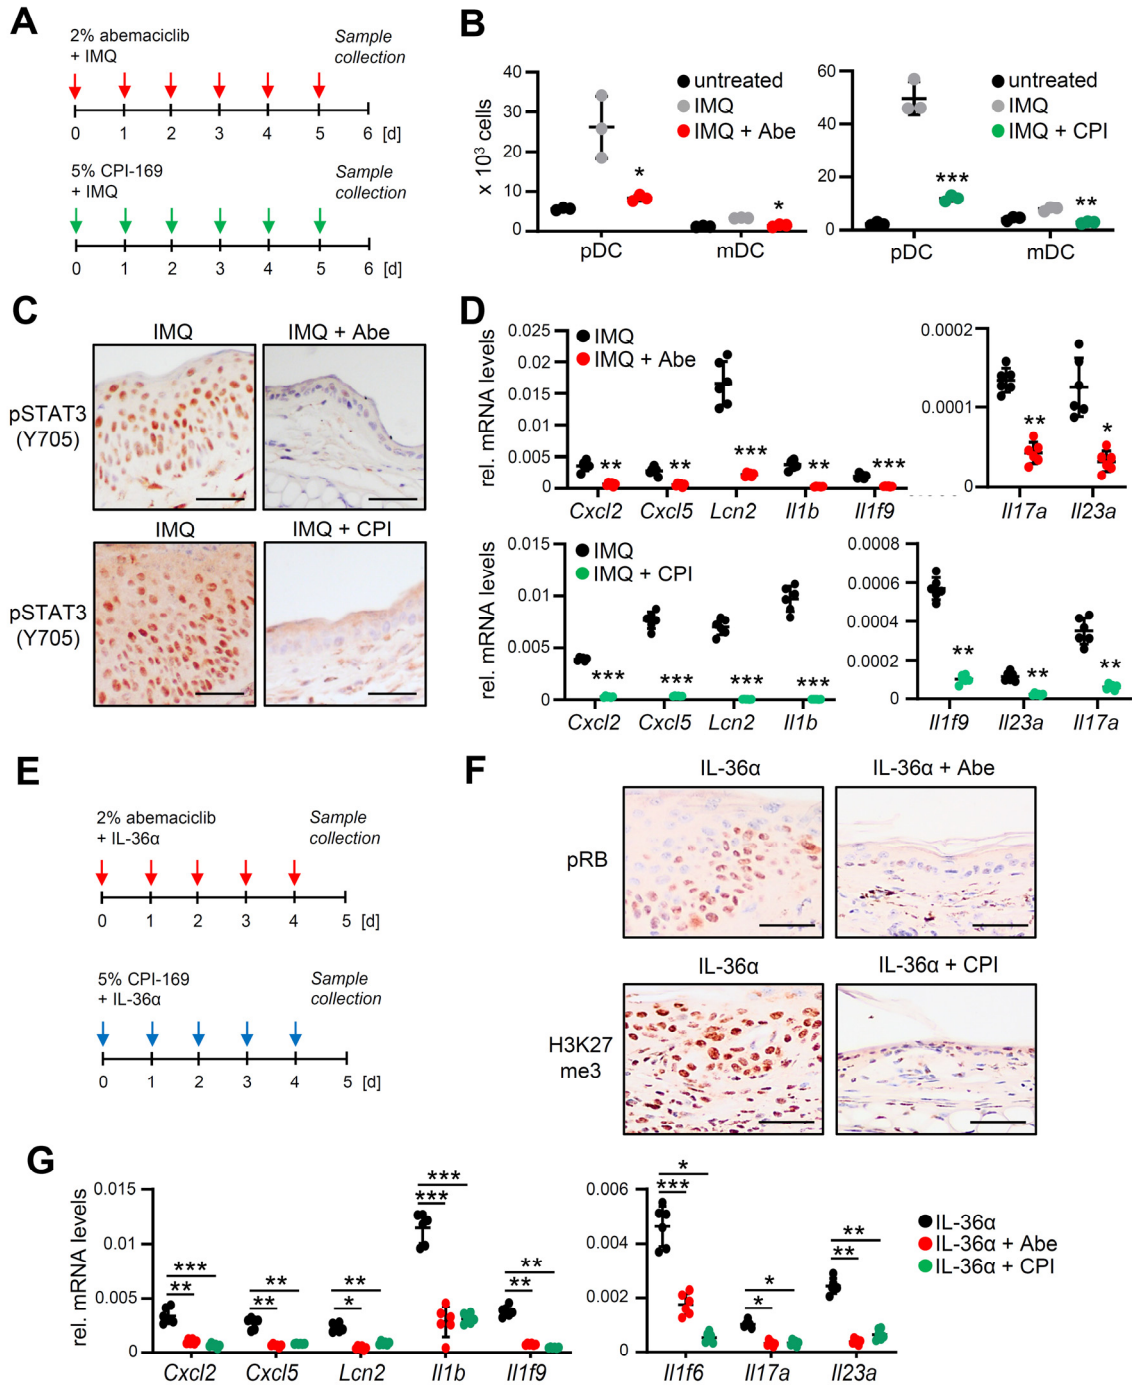 A
2% abemaciclib
+ IMQ
Sample
collection
0 1 2 3 4 5 6 [d]
5% CPI-169
+ IMQ
Sample
collection
0 1 2 3 4 5 6 [d]
B
x 10³ cells
40
30
20
10
0
untreated
IMQ
IMQ + Abe
*
*
pDC mDC
60
40
20
0
untreated
IMQ
IMQ + CPI
***
**
pDC mDC
C
IMQ IMQ + Abe
pSTAT3
(Y705)
IMQ IMQ + CPI
pSTAT3
(Y705)
D
rel. mRNA levels
0.025
0.02
0.015
0.01
0.005
0
IMQ
IMQ + Abe
** ** *** ** ***
Cxcl2 Cxcl5 Lcn2 Il1b Il1f9
0.0002
0.0001
0
** *
Il17a Il23a
rel. mRNA levels
0.015
0.01
0.005
0
IMQ
IMQ + CPI
*** *** *** ***
Cxcl2 Cxcl5 Lcn2 Il1b
0.0008
0.0006
0.0004
0.0002
0
** ** **
Il1f9 Il23a Il17a
E
2% abemaciclib
+ IL-36α
Sample
collection
0 1 2 3 4 5 [d]
5% CPI-169
+ IL-36α
Sample
collection
0 1 2 3 4 5 [d]
F
IL-36α IL-36α + Abe
pRB
IL-36α IL-36α + CPI
H3K27
me3
G
rel. mRNA levels
0.015
0.01
0.005
0
*** ** ** *** **
** ** * *** **
Cxcl2 Cxcl5 Lcn2 Il1b Il1f9
0.006
0.004
0.002
0
* * **
*** * **
Il1f6 Il17a Il23a
IL-36α
IL-36α + Abe
IL-36α + CPI